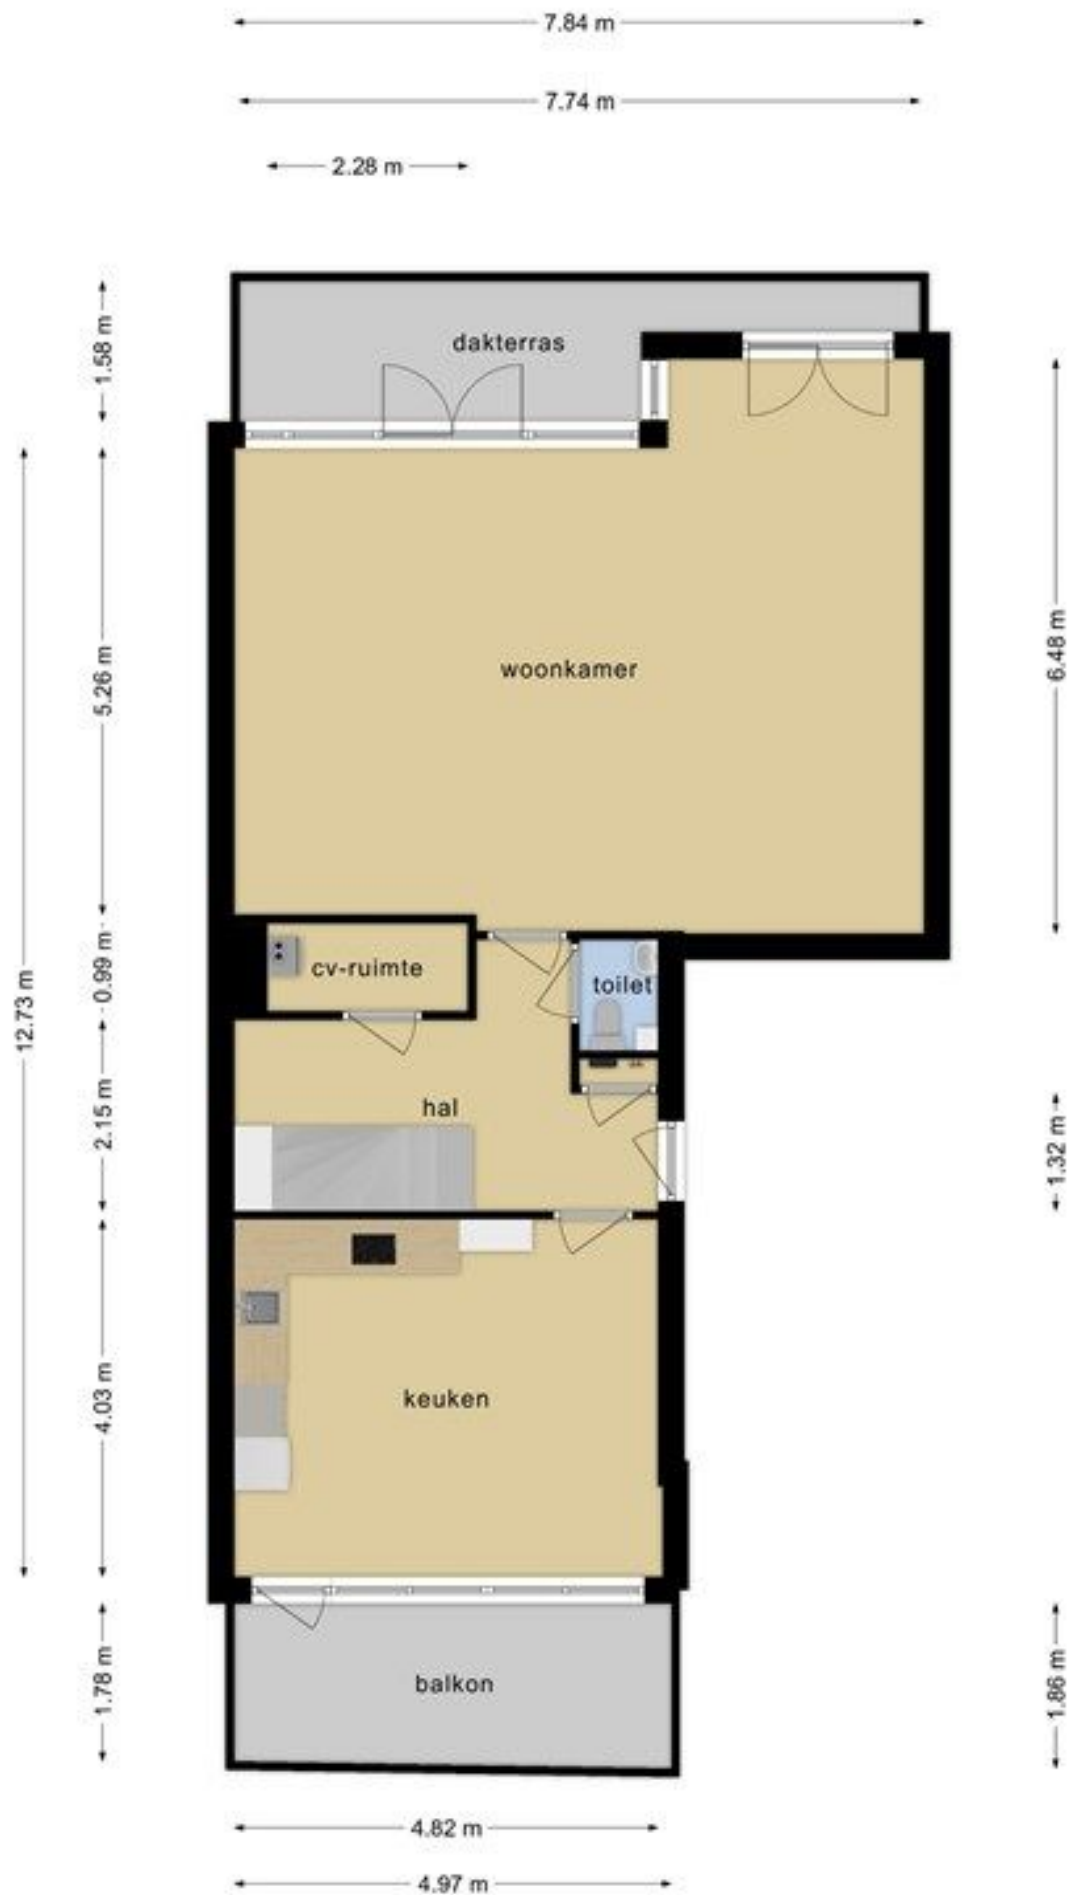 7.84 m
7.74 m
2.28 m
1.58 m
dakterras
5.26 m
6.48 m
woonkamer
12.73 m
0.99 m
cv-ruimte
toilet
2.15 m
hal
1.32 m
4.03 m
keuken
1.78 m
balkon
1.86 m
4.82 m
4.97 m